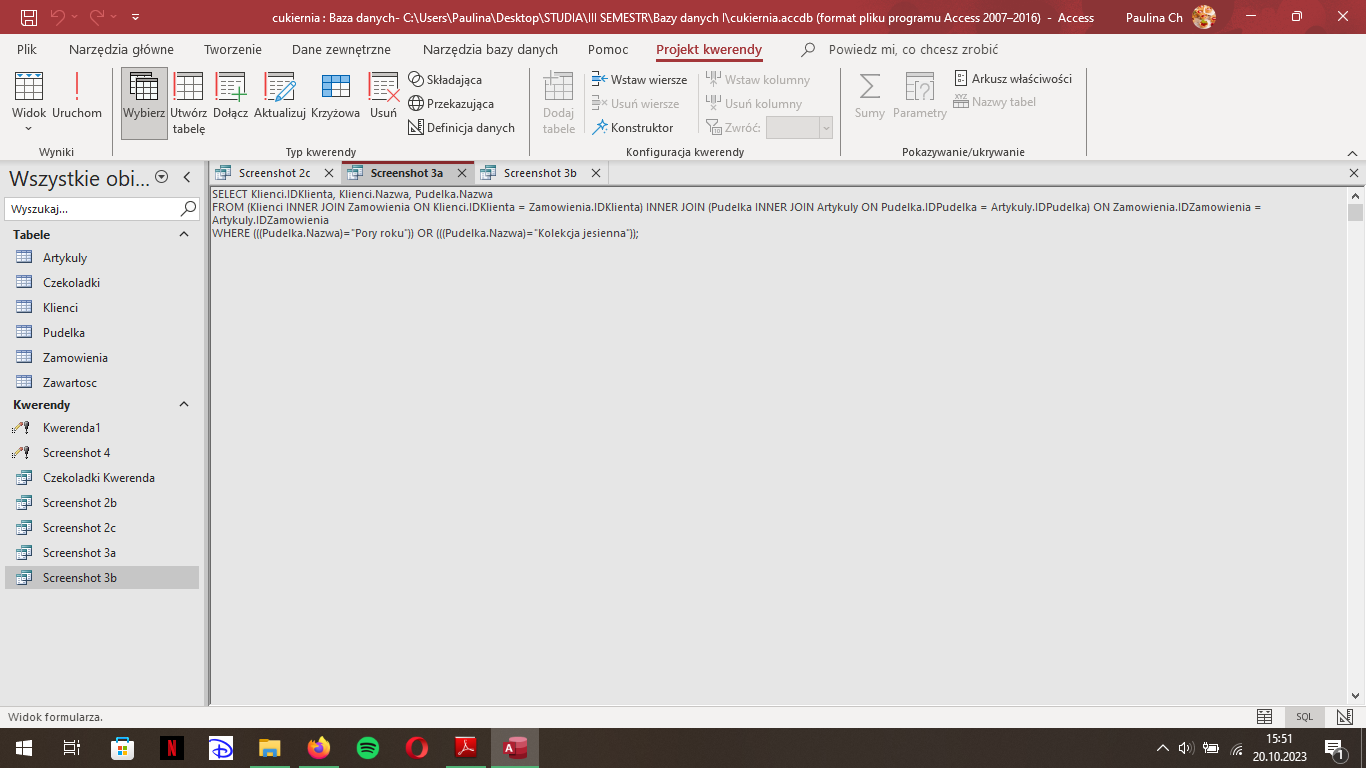 cukiernia : Baza danych- C:\Users\Paulina\Desktop\STUDIA\III SEMESTR\Bazy danych I\cukiernia.accdb (format pliku programu Access 2007–2016) - Access
Paulina Ch
Plik
Narzędzia główne
Tworzenie
Dane zewnętrzne
Narzędzia bazy danych
Pomoc
Projekt kwerendy
Powiedz mi, co chcesz zrobić
Widok
Uruchom
Wyniki
Wybierz
Utwórz
tabelę
Dołącz
Aktualizuj
Krzyżowa
Usuń
Składająca
Przekazująca
Definicja danych
Typ kwerendy
Dodaj
tabele
Wstaw wiersze
Usuń wiersze
Konstruktor
Wstaw kolumny
Usuń kolumny
Zwróć:
Konfiguracja kwerendy
Sumy
Parametry
Arkusz właściwości
Nazwy tabel
Pokazywanie/ukrywanie
Wszystkie obi...
Wyszukaj...
Tabele
Artykuly
Czekoladki
Klienci
Pudelka
Zamowienia
Zawartosc
Kwerendy
Kwerenda1
Screenshot 4
Czekoladki Kwerenda
Screenshot 2b
Screenshot 2c
Screenshot 3a
Screenshot 3b
Screenshot 2c
Screenshot 3a
Screenshot 3b
SELECT Klienci.IDKlienta, Klienci.Nazwa, Pudelka.Nazwa
FROM (Klienci INNER JOIN Zamowienia ON Klienci.IDKlienta = Zamowienia.IDKlienta) INNER JOIN (Pudelka INNER JOIN Artykuly ON Pudelka.IDPudelka = Artykuly.IDPudelka) ON Zamowienia.IDZamowienia =
Artykuly.IDZamowienia
WHERE (((Pudelka.Nazwa)="Pory roku")) OR (((Pudelka.Nazwa)="Kolekcja jesienna"));
Widok formularza.
SQL
15:51
20.10.2023
1